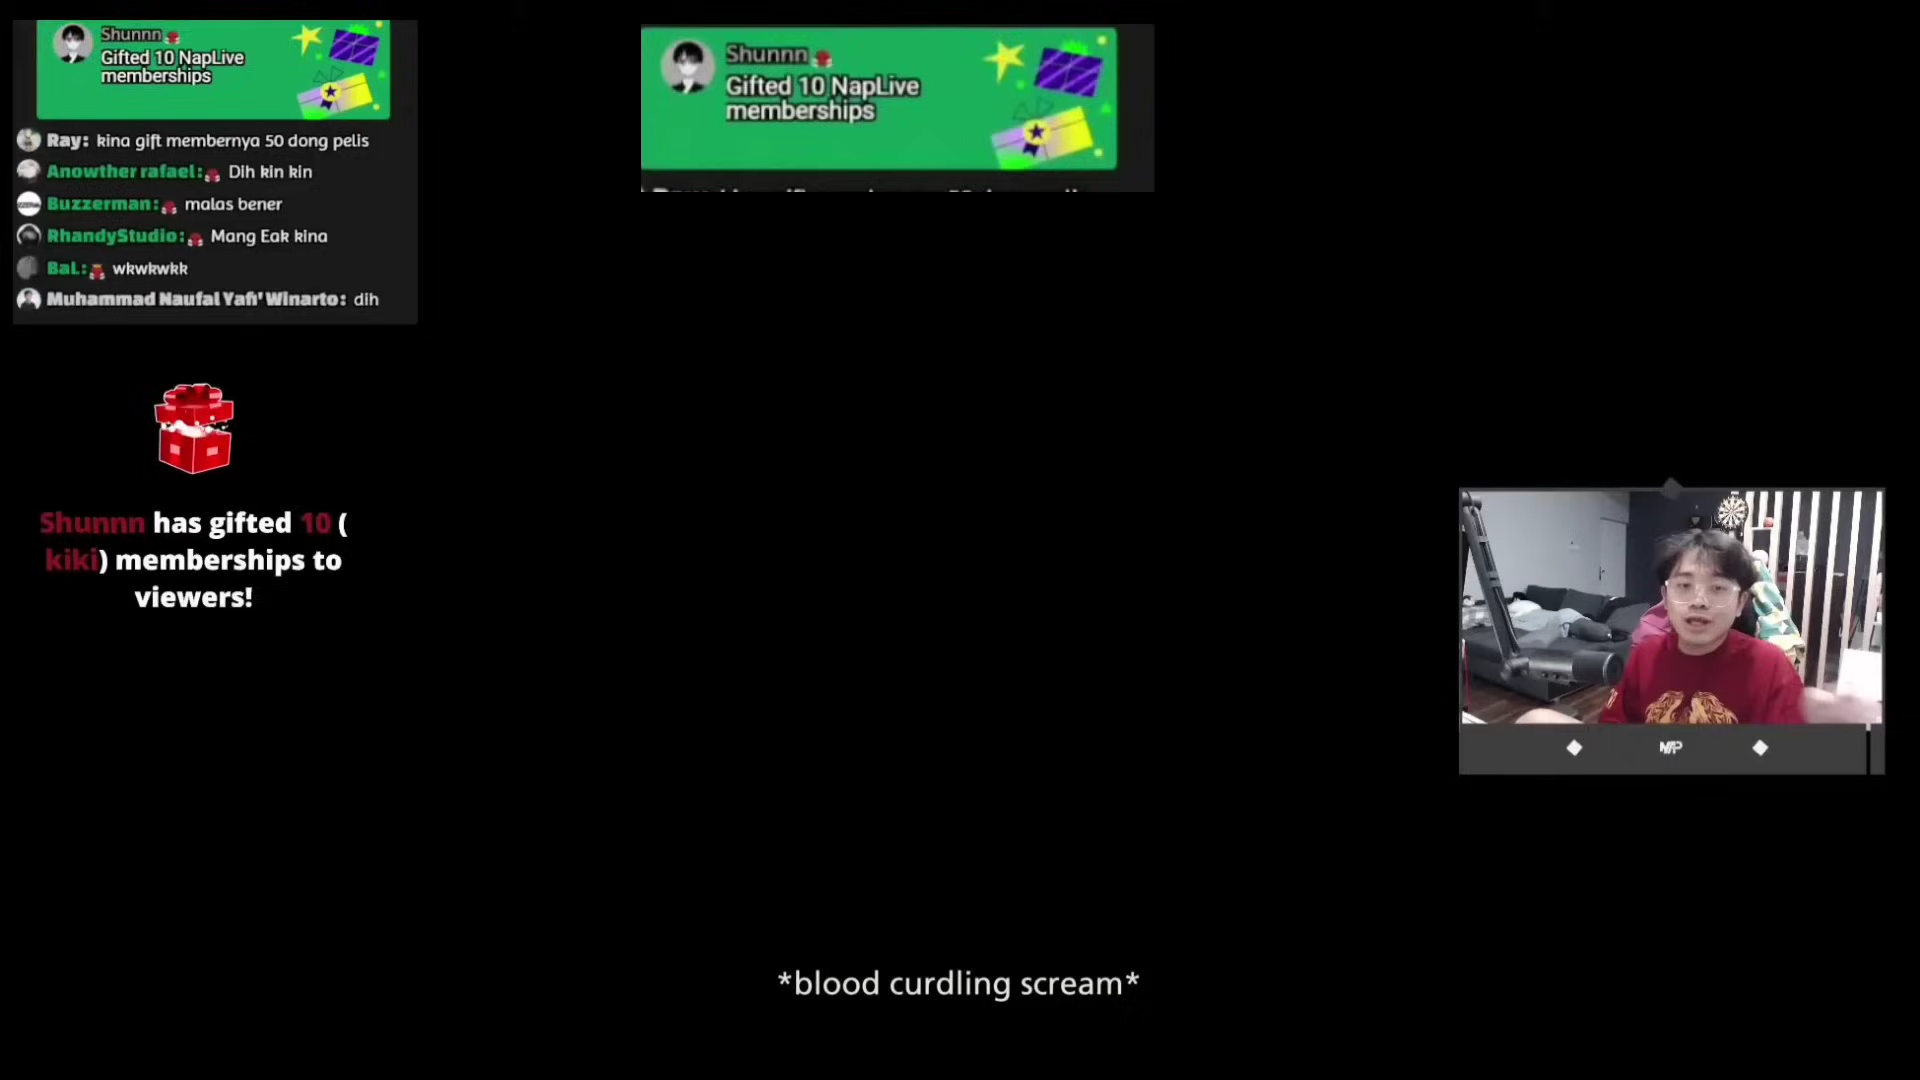 Shunnn
Gifted 10 NapLive
memberships
Ray: kina gift membernya 50 dong pelis
Anowther rafael: Dih kin kin
Buzzerman: malas bener
RhandyStudio: Mang Eak kina
Bal.: wkwkwkk
Muhammad Naufal Yafi' Winarto: dih
Shunnn
Gifted 10 NapLive
memberships
Shunnn has gifted 10 (
kiki) memberships to
viewers!
*blood curdling scream*